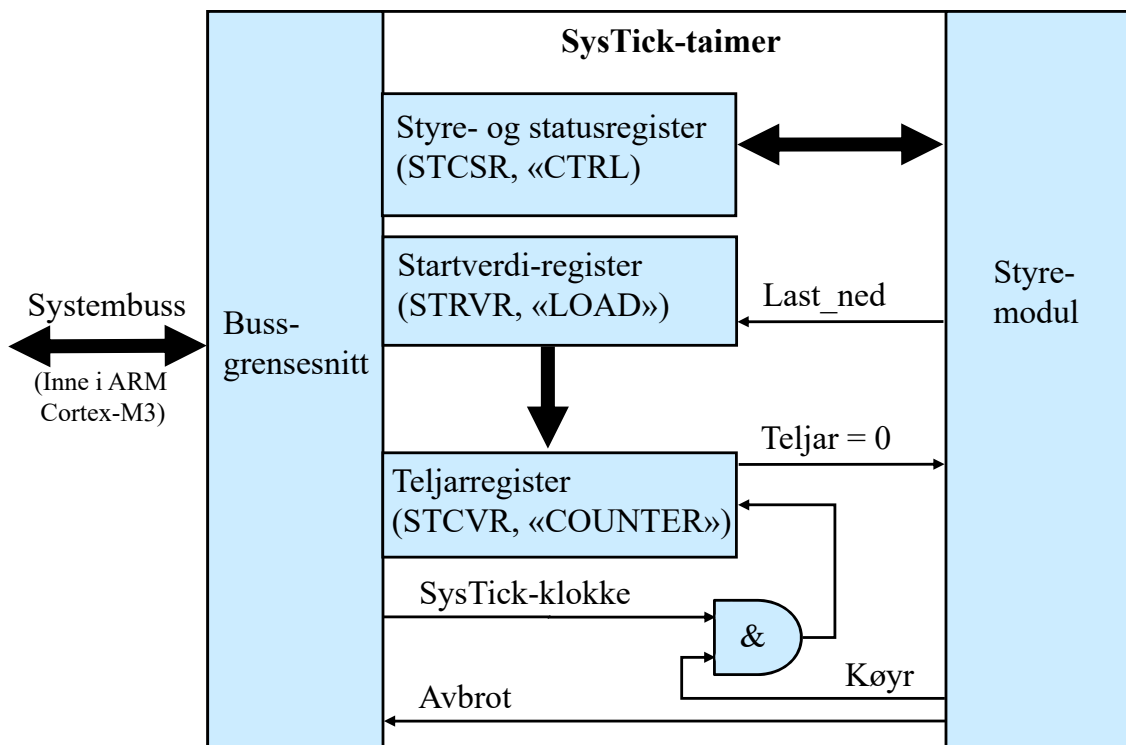 SysTick-taimer
Styre- og statusregister
(STCSR, «CTRL)
Startverdi-register
(STRVR, «LOAD»)
Last_ned
Styre-
modul
Systembuss
(Inne i ARM
Cortex-M3)
Buss-
grensesnitt
Teljar = 0
Teljarregister
(STCVR, «COUNTER»)
SysTick-klokke
&
Køyr
Avbrot